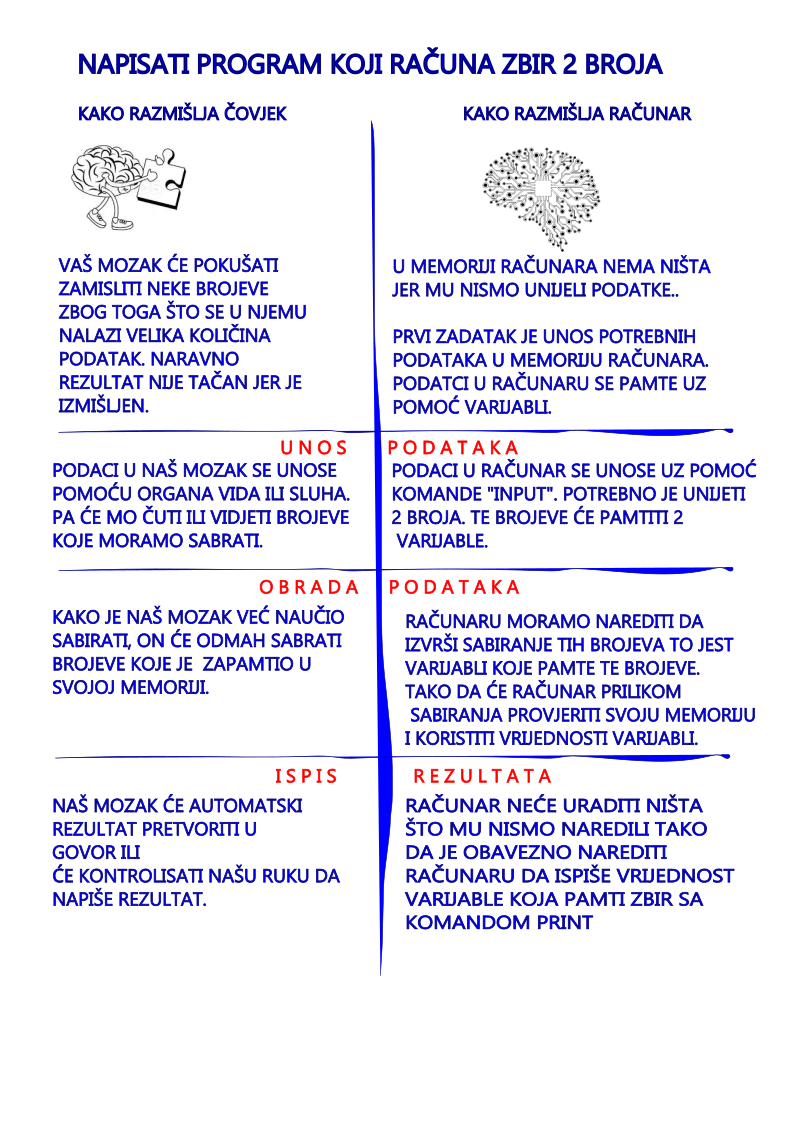 NAPISATI PROGRAM KOJI RAČUNA ZBIR 2 BROJA
KAKO RAZMIŠLJA ČOVJEK
KAKO RAZMIŠLJA RAČUNAR
VAŠ MOZAK ĆE POKUŠATI
ZAMISLITI NEKE BROJEVE
ZBOG TOGA ŠTO SE U NJEMU
NALAZI VELIKA KOLIČINA
PODATAK. NARAVNO
REZULTAT NIJE TAČAN JER JE
IZMIŠLJEN.
U MEMORIJI RAČUNARA NEMA NIŠTA
JER MU NISMO UNIJELI PODATKE..
PRVI ZADATAK JE UNOS POTREBNIH
PODATAKA U MEMORIJU RAČUNARA.
PODATCI U RAČUNARU SE PAMTE UZ
POMOĆ VARIJABLI.
UNOS PODATAKA
PODACI U NAŠ MOZAK SE UNOSE
POMOĆU ORGANA VIDA ILI SLUHA.
PA ĆE MO ČUTI ILI VIDJETI BROJEVE
KOJE MORAMO SABRATI.
PODACI U RAČUNAR SE UNOSE UZ POMOĆ
KOMANDE "INPUT". POTREBNO JE UNIJETI
2 BROJA. TE BROJEVE ĆE PAMTITI 2
VARIJABLE.
OBRADA PODATAKA
KAKO JE NAŠ MOZAK VEĆ NAUČIO
SABIRATI, ON ĆE ODMAH SABRATI
BROJEVE KOJE JE ZAPAMTIO U
SVOJOJ MEMORIJI.
RAČUNARU MORAMO NAREDITI DA
IZVRŠI SABIRANJE TIH BROJEVA TO JEST
VARIJABLI KOJE PAMTE TE BROJEVE.
TAKO DA ĆE RAČUNAR PRILIKOM
SABIRANJA PROVJERITI SVOJU MEMORIJU
I KORISTITI VRIJEDNOSTI VARIJABLI.
ISPIS REZULTATA
NAŠ MOZAK ĆE AUTOMATSKI
REZULTAT PRETVORITI U
GOVOR ILI
ĆE KONTROLISATI NAŠU RUKU DA
NAPIŠE REZULTAT.
RAČUNAR NEĆE URADITI NIŠTA
ŠTO MU NISMO NAREDILI TAKO
DA JE OBAVEZNO NAREDITI
RAČUNARU DA ISPIŠE VRIJEDNOST
VARIJABLE KOJA PAMTI ZBIR SA
KOMANDOM PRINT